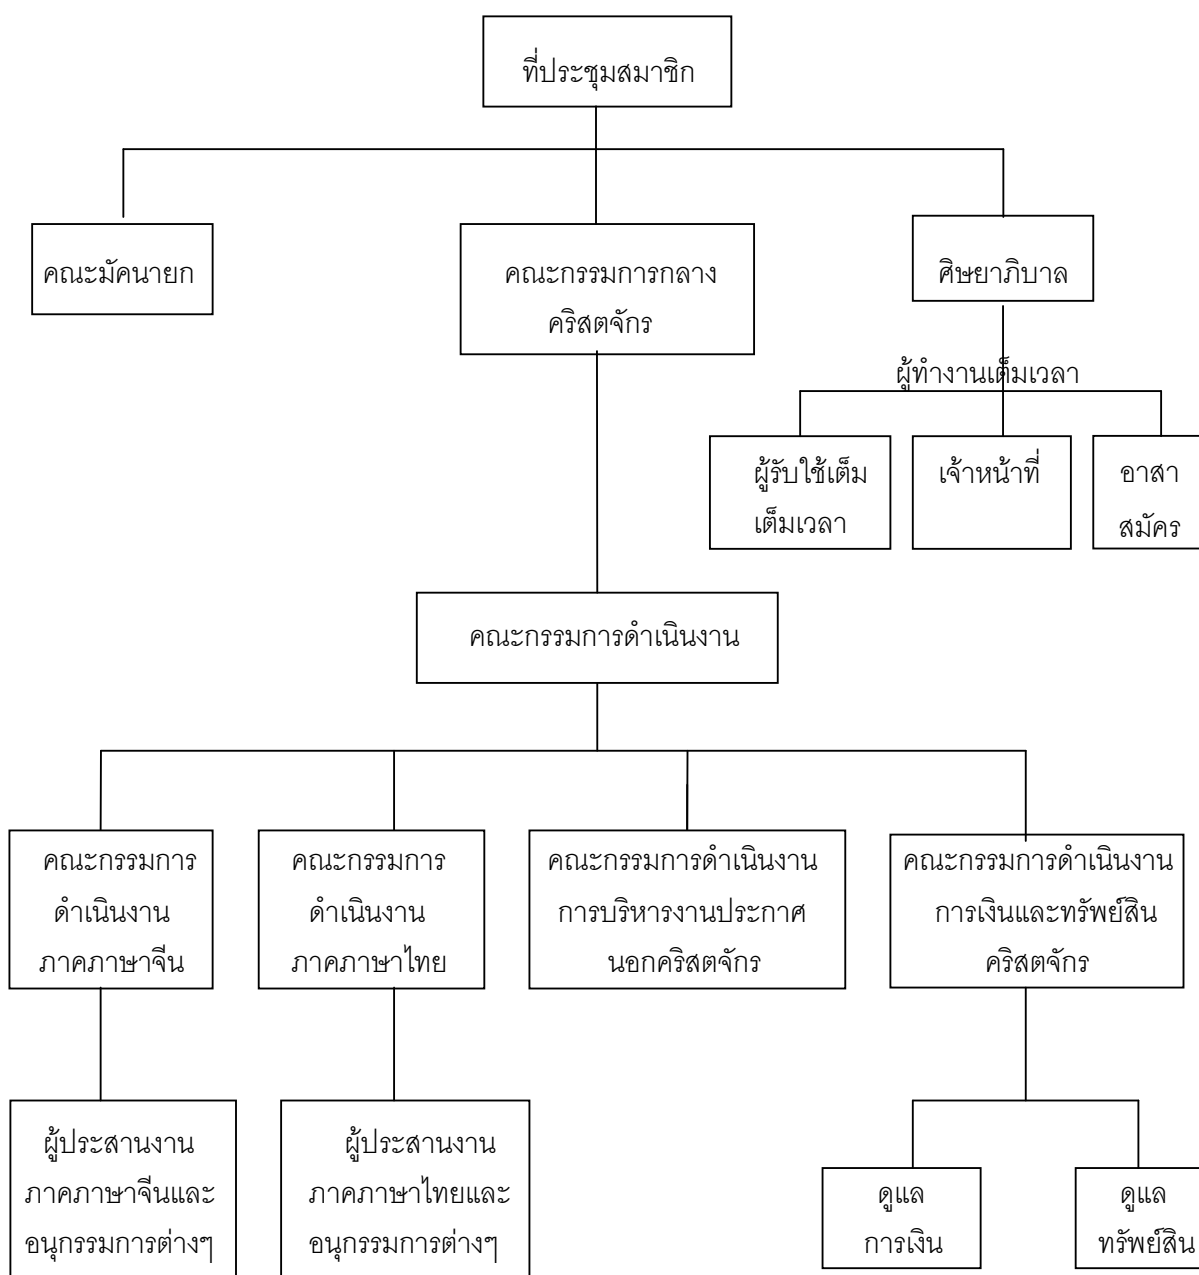 ที่ประชุมสมาชิก
คณะมัคนายก
คณะกรรมการกลาง
คริสตจักร
ศิษยาภิบาล
ผู้ทำงานเต็มเวลา
ผู้รับใช้เต็ม
เต็มเวลา
เจ้าหน้าที่
อาสา
สมัคร
คณะกรรมการดำเนินงาน
คณะกรรมการ
ดำเนินงาน
ภาคภาษาจีน
คณะกรรมการ
ดำเนินงาน
ภาคภาษาไทย
คณะกรรมการดำเนินงาน
การบริหารงานประกาศ
นอกคริสตจักร
คณะกรรมการดำเนินงาน
การเงินและทรัพย์สิน
คริสตจักร
ผู้ประสานงาน
ภาคภาษาจีนและ
อนุกรรมการต่างๆ
ผู้ประสานงาน
ภาคภาษาไทยและ
อนุกรรมการต่างๆ
ดูแล
การเงิน
ดูแล
ทรัพย์สิน